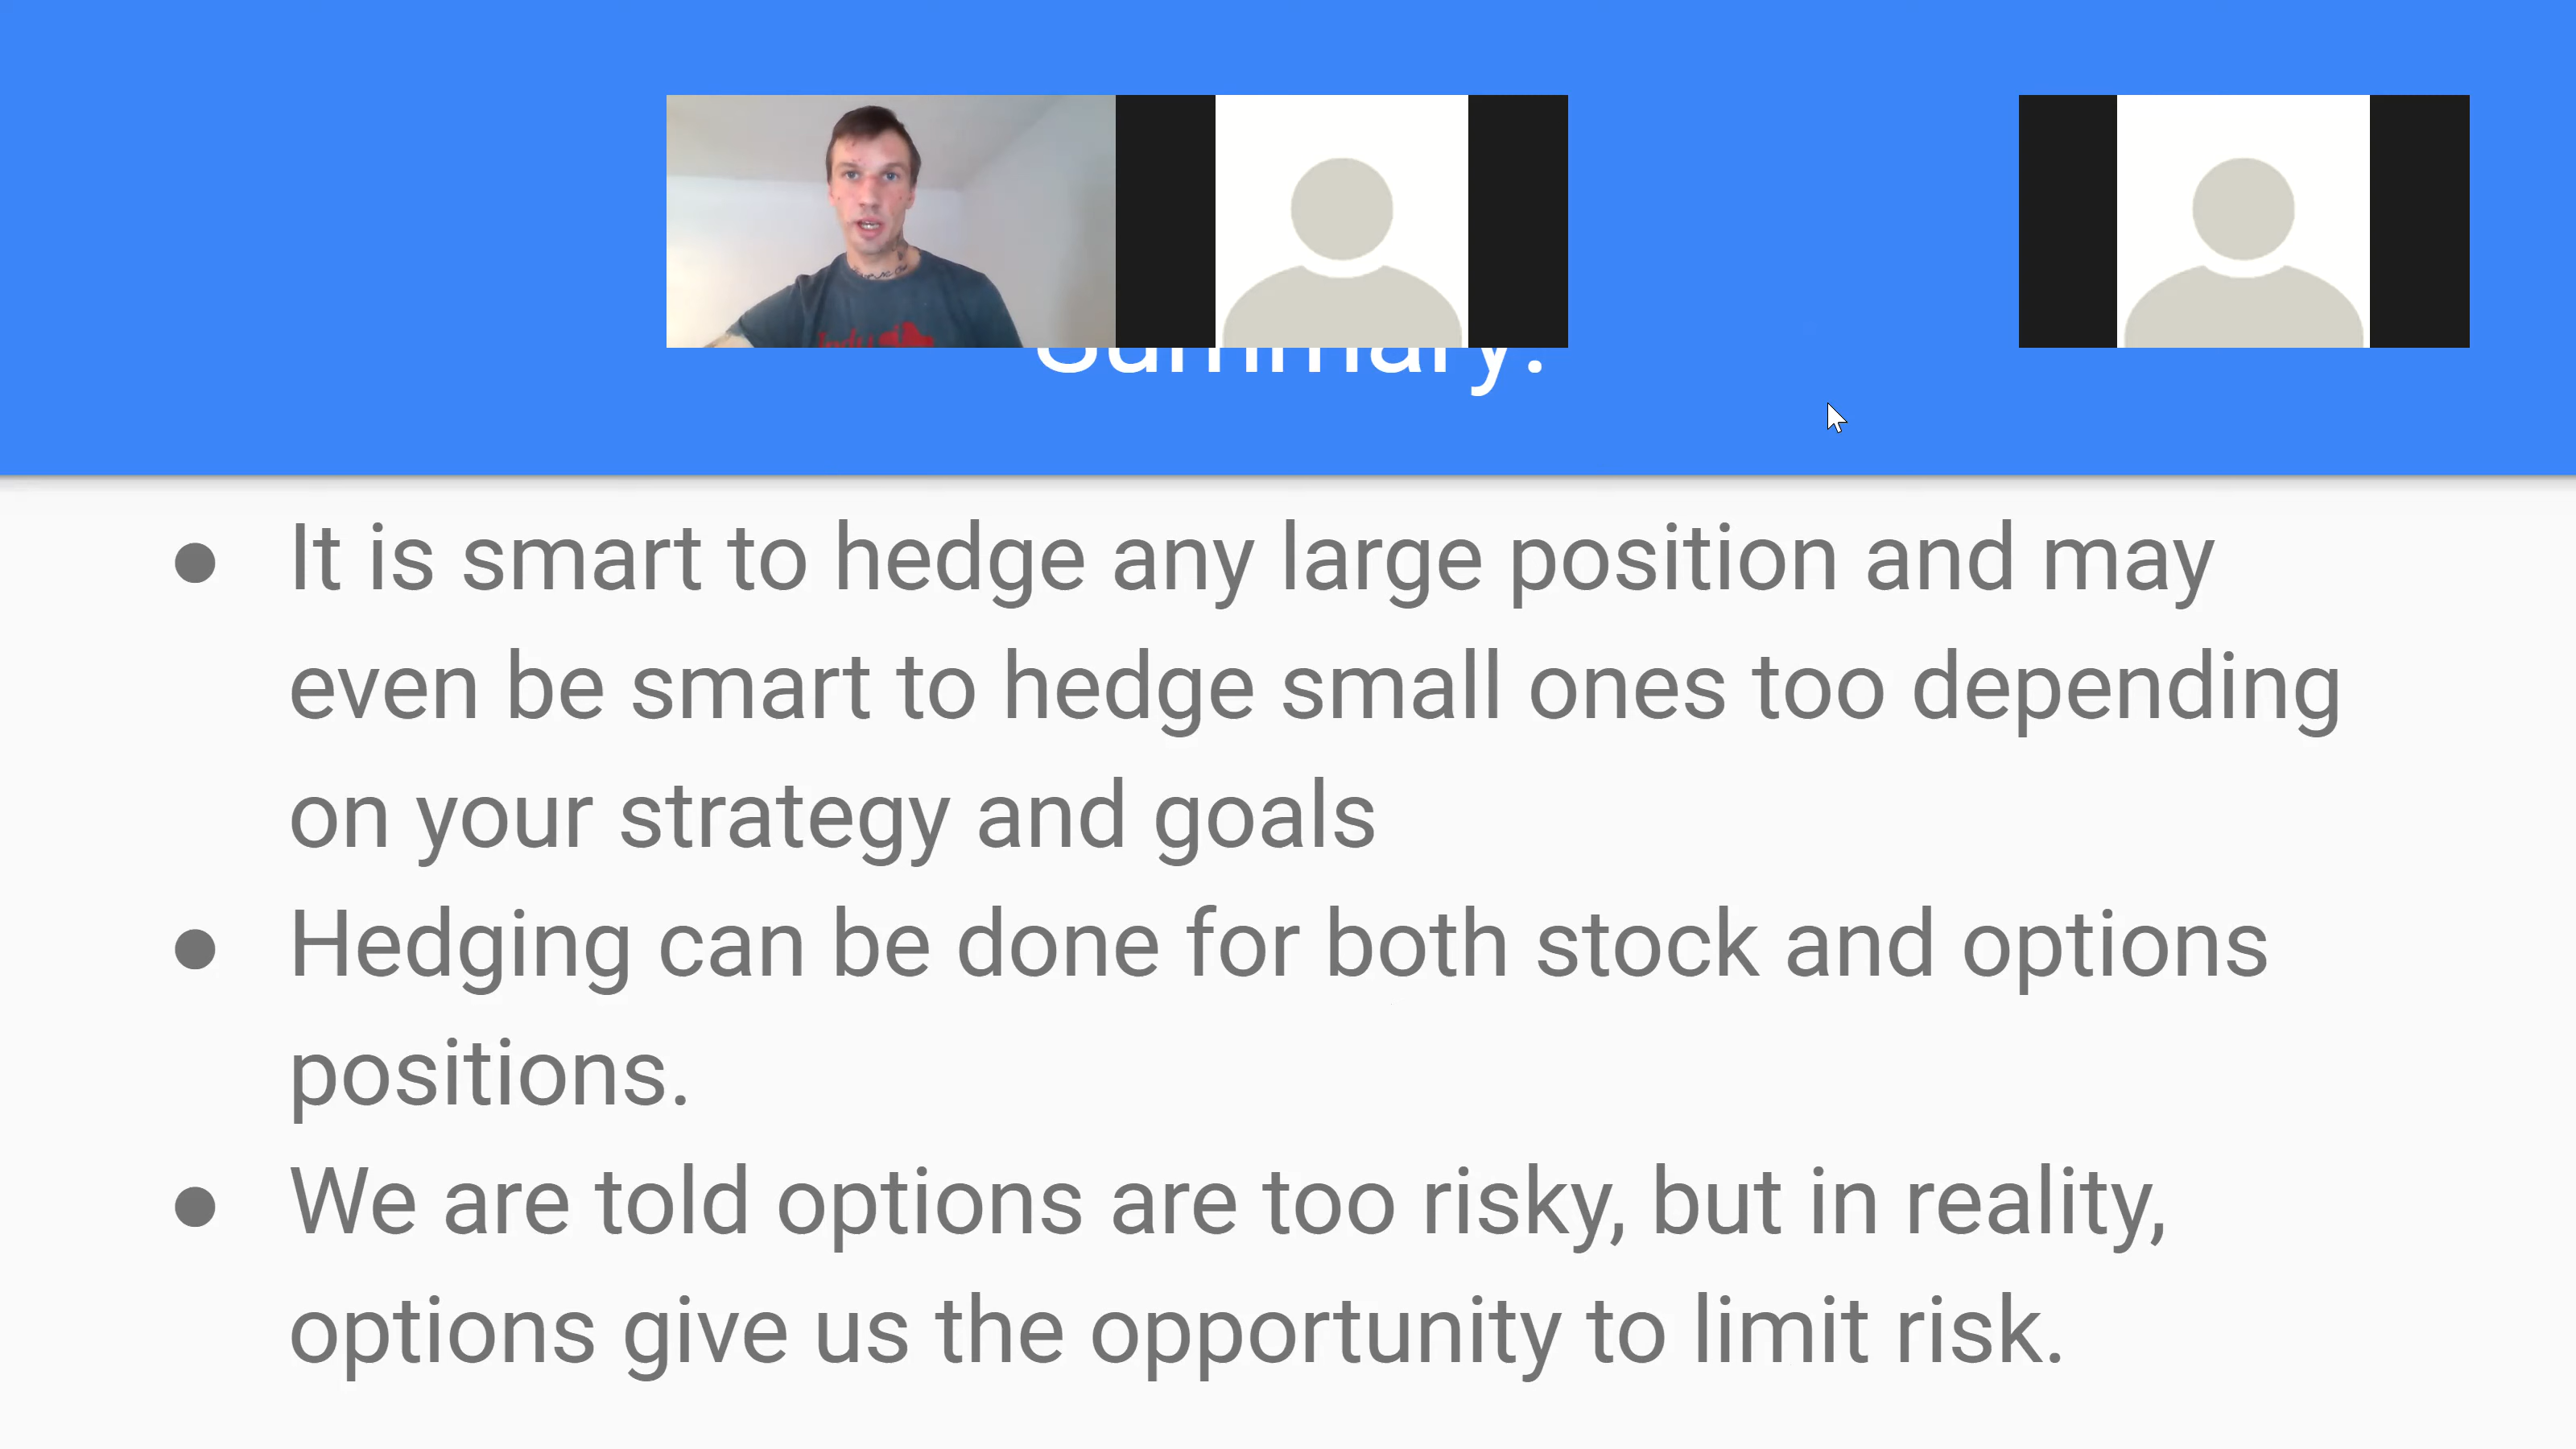 Summary:
It is smart to hedge any large position and may
even be smart to hedge small ones too depending
on your strategy and goals
Hedging can be done for both stock and options
positions.
We are told options are too risky, but in reality,
options give us the opportunity to limit risk.